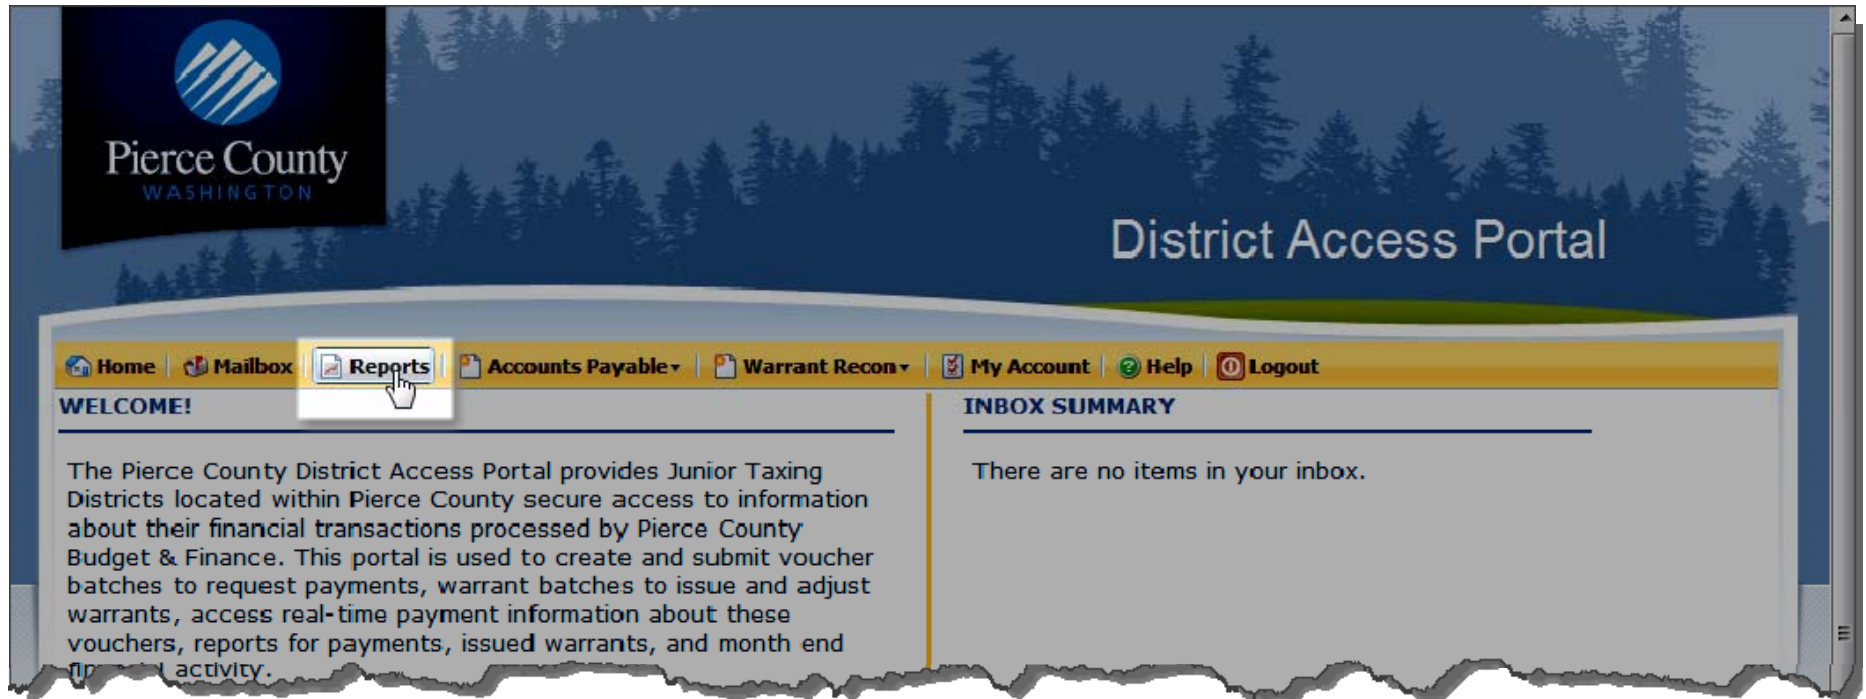 Pierce County
WASHINGTON
District Access Portal
Home Mailbox Reports Accounts Payable Warrant Recon My Account Help Logout
WELCOME!
The Pierce County District Access Portal provides Junior Taxing
Districts located within Pierce County secure access to information
about their financial transactions processed by Pierce County
Budget & Finance. This portal is used to create and submit voucher
batches to request payments, warrant batches to issue and adjust
warrants, access real-time payment information about these
vouchers, reports for payments, issued warrants, and month end
activity.
INBOX SUMMARY
There are no items in your inbox.